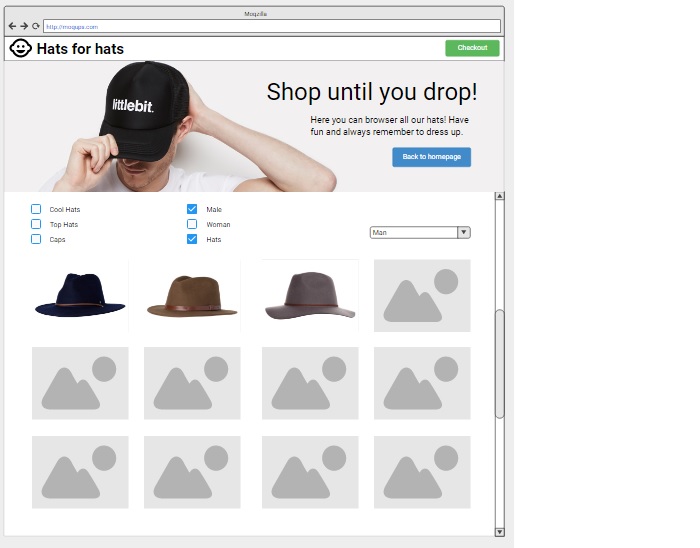 Moqzilla
http://moqups.com
Hats for hats
Checkout
littlebit.
Shop until you drop!
Here you can browser all our hats! Have
fun and always remember to dress up.
Back to homepage
Cool Hats
Male
Top Hats
Woman
Caps
Hats
Man